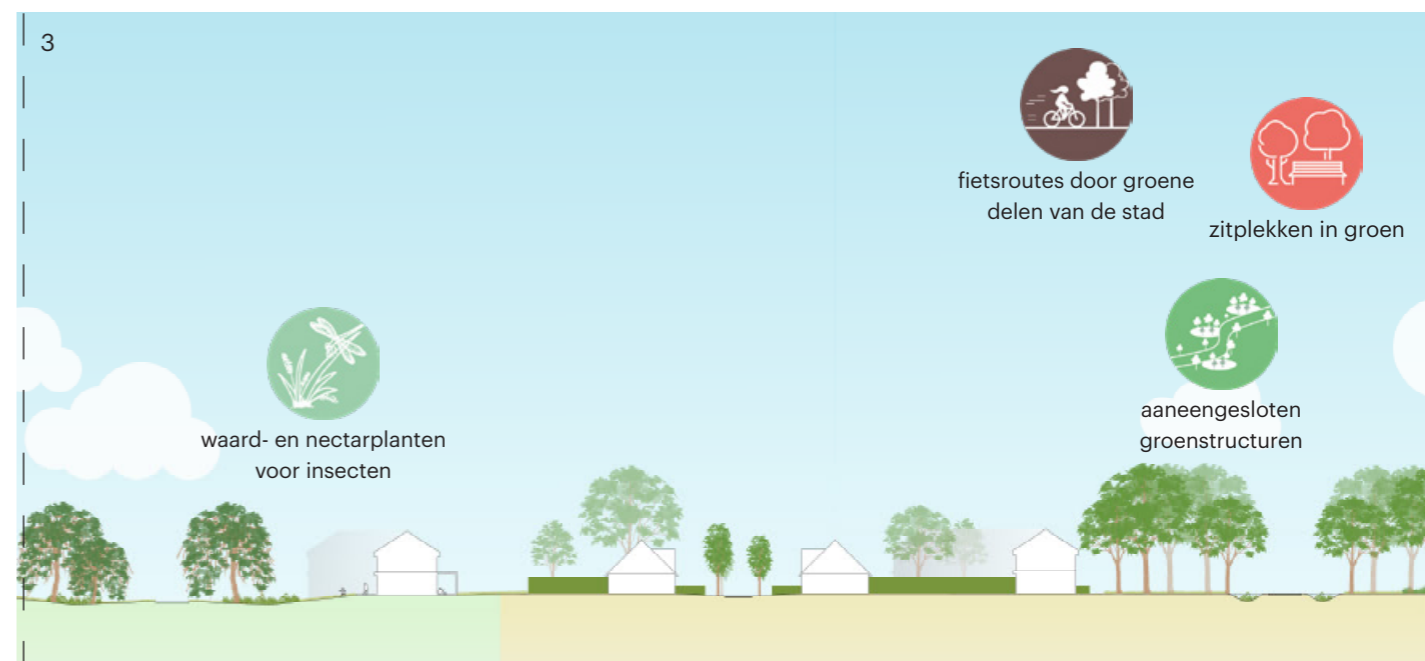 3
fietsroutes door groene
delen van de stad
zitplekken in groen
waard- en nectarplanten
voor insecten
aaneengesloten
groenstructuren